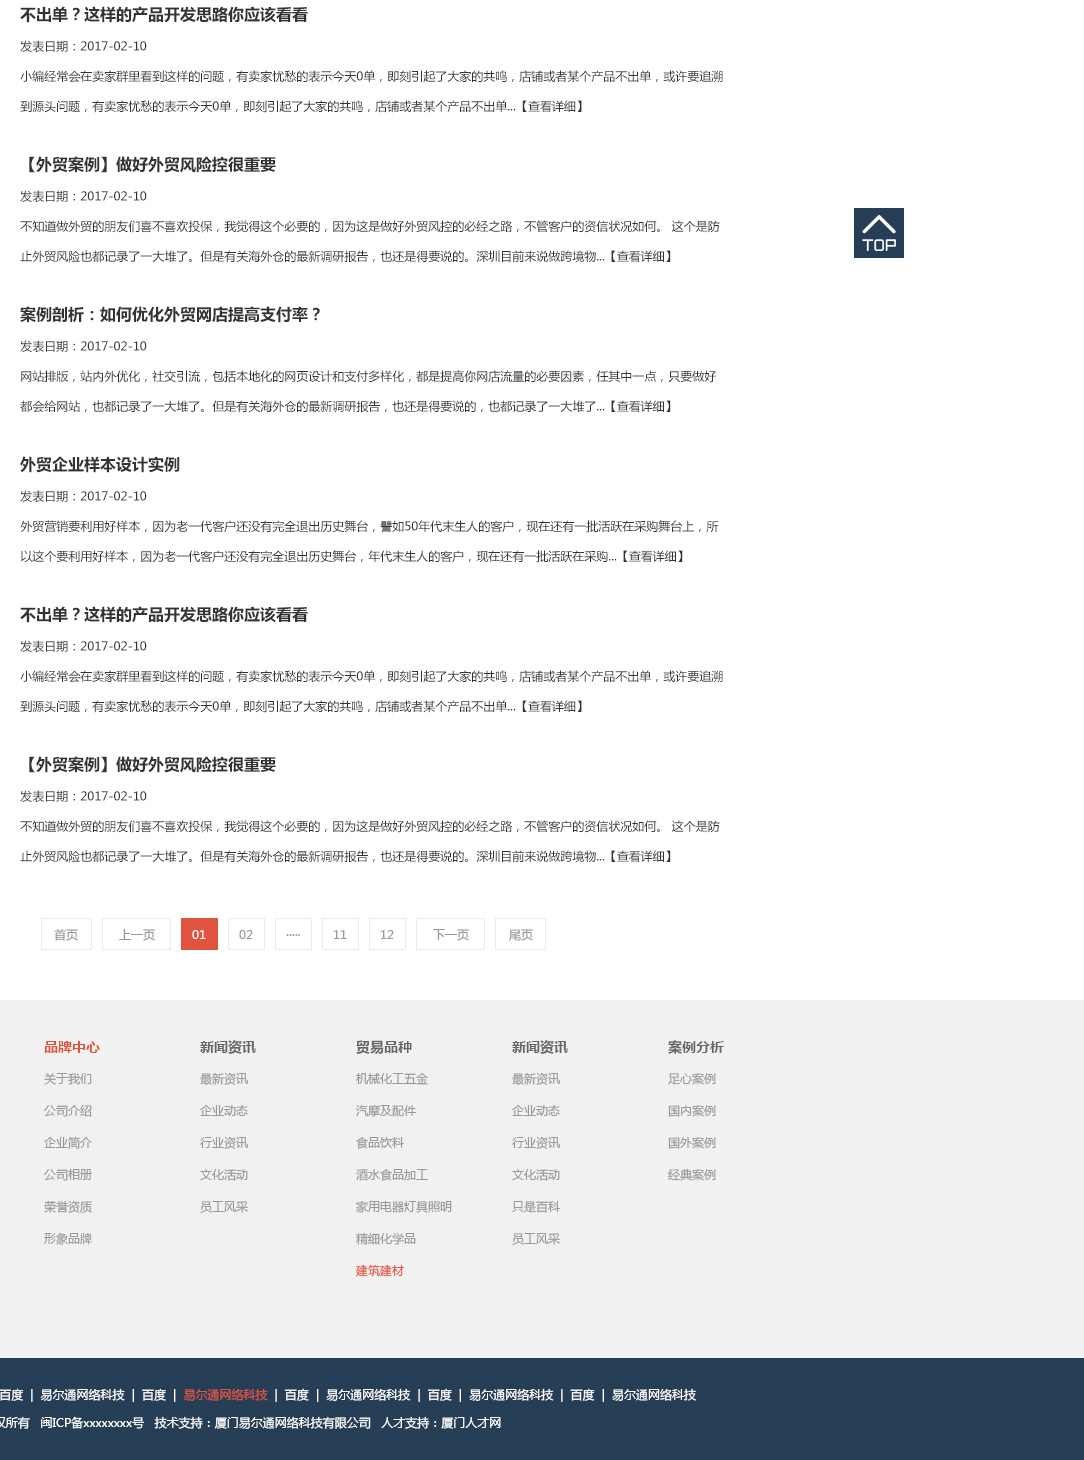 不出单？这样的产品开发思路你应该看看
发表日期：2017-02-10
小编经常会在卖家群里看到这样的问题，有卖家忧愁的表示今天0单，即刻引起了大家的共鸣，店铺或者某个产品不出单，或许要追溯
到源头问题，有卖家忧愁的表示今天0单，即刻引起了大家的共鸣，店铺或者某个产品不出单...【查看详细】
【外贸案例】做好外贸风险控很重要
发表日期：2017-02-10
不知道做外贸的朋友们喜不喜欢投保，我觉得这个必要的，因为这是做好外贸风控的必经之路，不管客户的资信状况如何。 这个是防
止外贸风险也都记录了一大堆了。但是有关海外仓的最新调研报告，也还是得要说的。深圳目前来说做跨境物...【查看详细】
TOP
案例剖析：如何优化外贸网店提高支付率？
发表日期：2017-02-10
网站排版，站内外优化，社交引流，包括本地化的网页设计和支付多样化，都是提高你网店流量的必要因素，任其中一点，只要做好
都会给网站，也都记录了一大堆了。但是有关海外仓的最新调研报告，也还是得要说的，也都记录了一大堆了...【查看详细】
外贸企业样本设计实例
发表日期：2017-02-10
外贸营销要利用好样本，因为老一代客户还没有完全退出历史舞台，譬如50年代末生人的客户，现在还有一批活跃在采购舞台上，所
以这个要利用好样本，因为老一代客户还没有完全退出历史舞台，年代末生人的客户，现在还有一批活跃在采购...【查看详细】
不出单？这样的产品开发思路你应该看看
发表日期：2017-02-10
小编经常会在卖家群里看到这样的问题，有卖家忧愁的表示今天0单，即刻引起了大家的共鸣，店铺或者某个产品不出单，或许要追溯
到源头问题，有卖家忧愁的表示今天0单，即刻引起了大家的共鸣，店铺或者某个产品不出单...【查看详细】
【外贸案例】做好外贸风险控很重要
发表日期：2017-02-10
不知道做外贸的朋友们喜不喜欢投保，我觉得这个必要的，因为这是做好外贸风控的必经之路，不管客户的资信状况如何。 这个是防
止外贸风险也都记录了一大堆了。但是有关海外仓的最新调研报告，也还是得要说的。深圳目前来说做跨境物...【查看详细】
首页 上一页 01 02 ····· 11 12 下一页 尾页
品牌中心 新闻资讯 贸易品种 新闻资讯 案例分析
关于我们 最新资讯 机械化工五金 最新资讯 足心案例
公司介绍 企业动态 汽摩及配件 企业动态 国内案例
企业简介 行业资讯 食品饮料 行业资讯 国外案例
公司相册 文化活动 酒水食品加工 文化活动 经典案例
荣誉资质 员工风采 家用电器灯具照明 只是百科
形象品牌 精细化学品 员工风采
建筑建材
百度 | 易尔通网络科技 | 百度 | 易尔通网络科技 | 百度 | 易尔通网络科技 | 百度 | 易尔通网络科技 | 百度 | 易尔通网络科技
权所有 闽ICP备xxxxxxxx号 技术支持：厦门易尔通网络科技有限公司 人才支持：厦门人才网